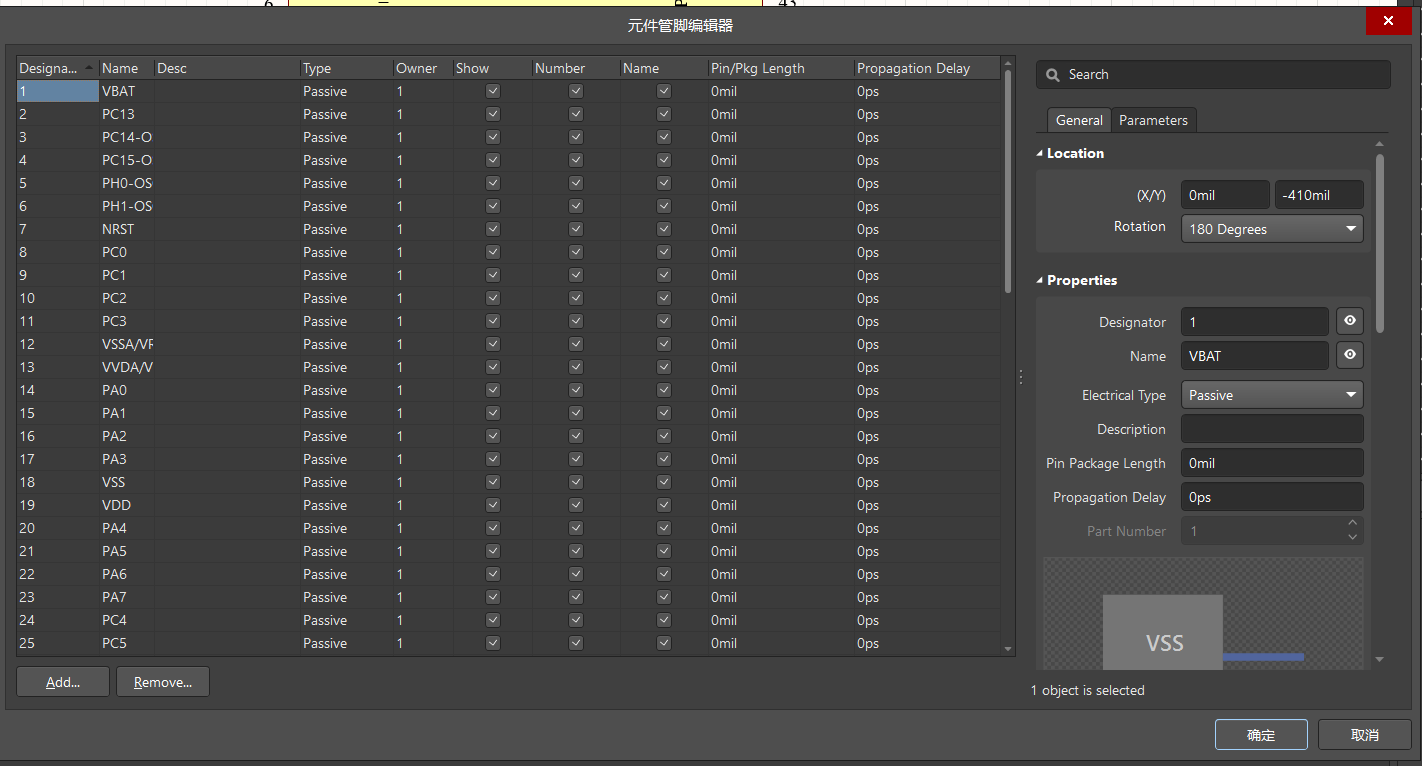 6 43
元件管脚编辑器
Designa... Name Desc Type Owner Show Number Name Pin/Pkg Length Propagation Delay
1 VBAT Passive 1 0mil 0ps
2 PC13 Passive 1 0mil 0ps
3 PC14-O Passive 1 0mil 0ps
4 PC15-O Passive 1 0mil 0ps
5 PH0-OS Passive 1 0mil 0ps
6 PH1-OS Passive 1 0mil 0ps
7 NRST Passive 1 0mil 0ps
8 PC0 Passive 1 0mil 0ps
9 PC1 Passive 1 0mil 0ps
10 PC2 Passive 1 0mil 0ps
11 PC3 Passive 1 0mil 0ps
12 VSSA/VR Passive 1 0mil 0ps
13 VVDA/V Passive 1 0mil 0ps
14 PA0 Passive 1 0mil 0ps
15 PA1 Passive 1 0mil 0ps
16 PA2 Passive 1 0mil 0ps
17 PA3 Passive 1 0mil 0ps
18 VSS Passive 1 0mil 0ps
19 VDD Passive 1 0mil 0ps
20 PA4 Passive 1 0mil 0ps
21 PA5 Passive 1 0mil 0ps
22 PA6 Passive 1 0mil 0ps
23 PA7 Passive 1 0mil 0ps
24 PC4 Passive 1 0mil 0ps
25 PC5 Passive 1 0mil 0ps
Add... Remove...
Search
General Parameters
Location
(X/Y) 0mil -410mil
Rotation 180 Degrees
Properties
Designator 1
Name VBAT
Electrical Type Passive
Description
Pin Package Length 0mil
Propagation Delay 0ps
Part Number 1
VSS
1 object is selected
确定 取消